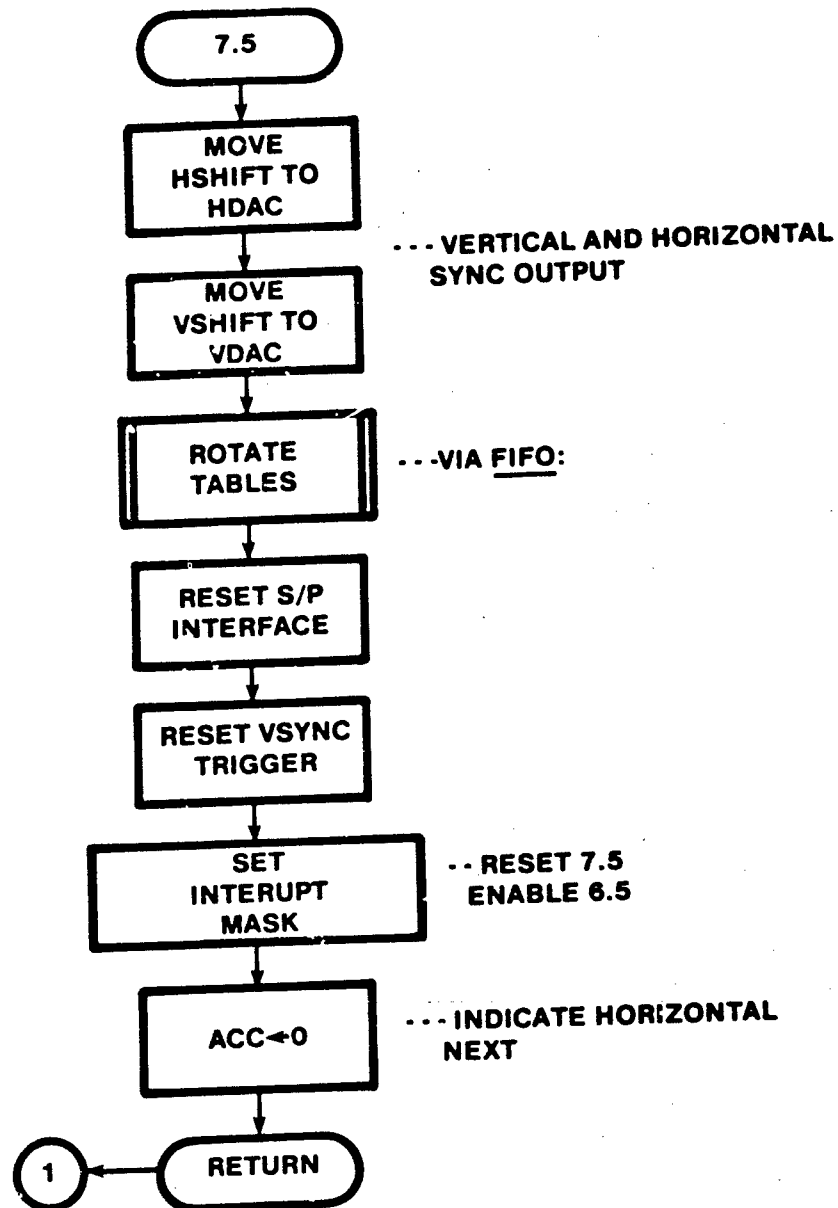 7.5
MOVE
HSHIFT TO
HDAC
--- VERTICAL AND HORIZONTAL
SYNC OUTPUT
MOVE
VSHIFT TO
VDAC
ROTATE
TABLES
---VIA FIFO:
RESET S/P
INTERFACE
RESET VSYNC
TRIGGER
SET
INTERUPT
MASK
-- RESET 7.5
ENABLE 6.5
ACC←0
--- INDICATE HORIZONTAL
NEXT
1
RETURN